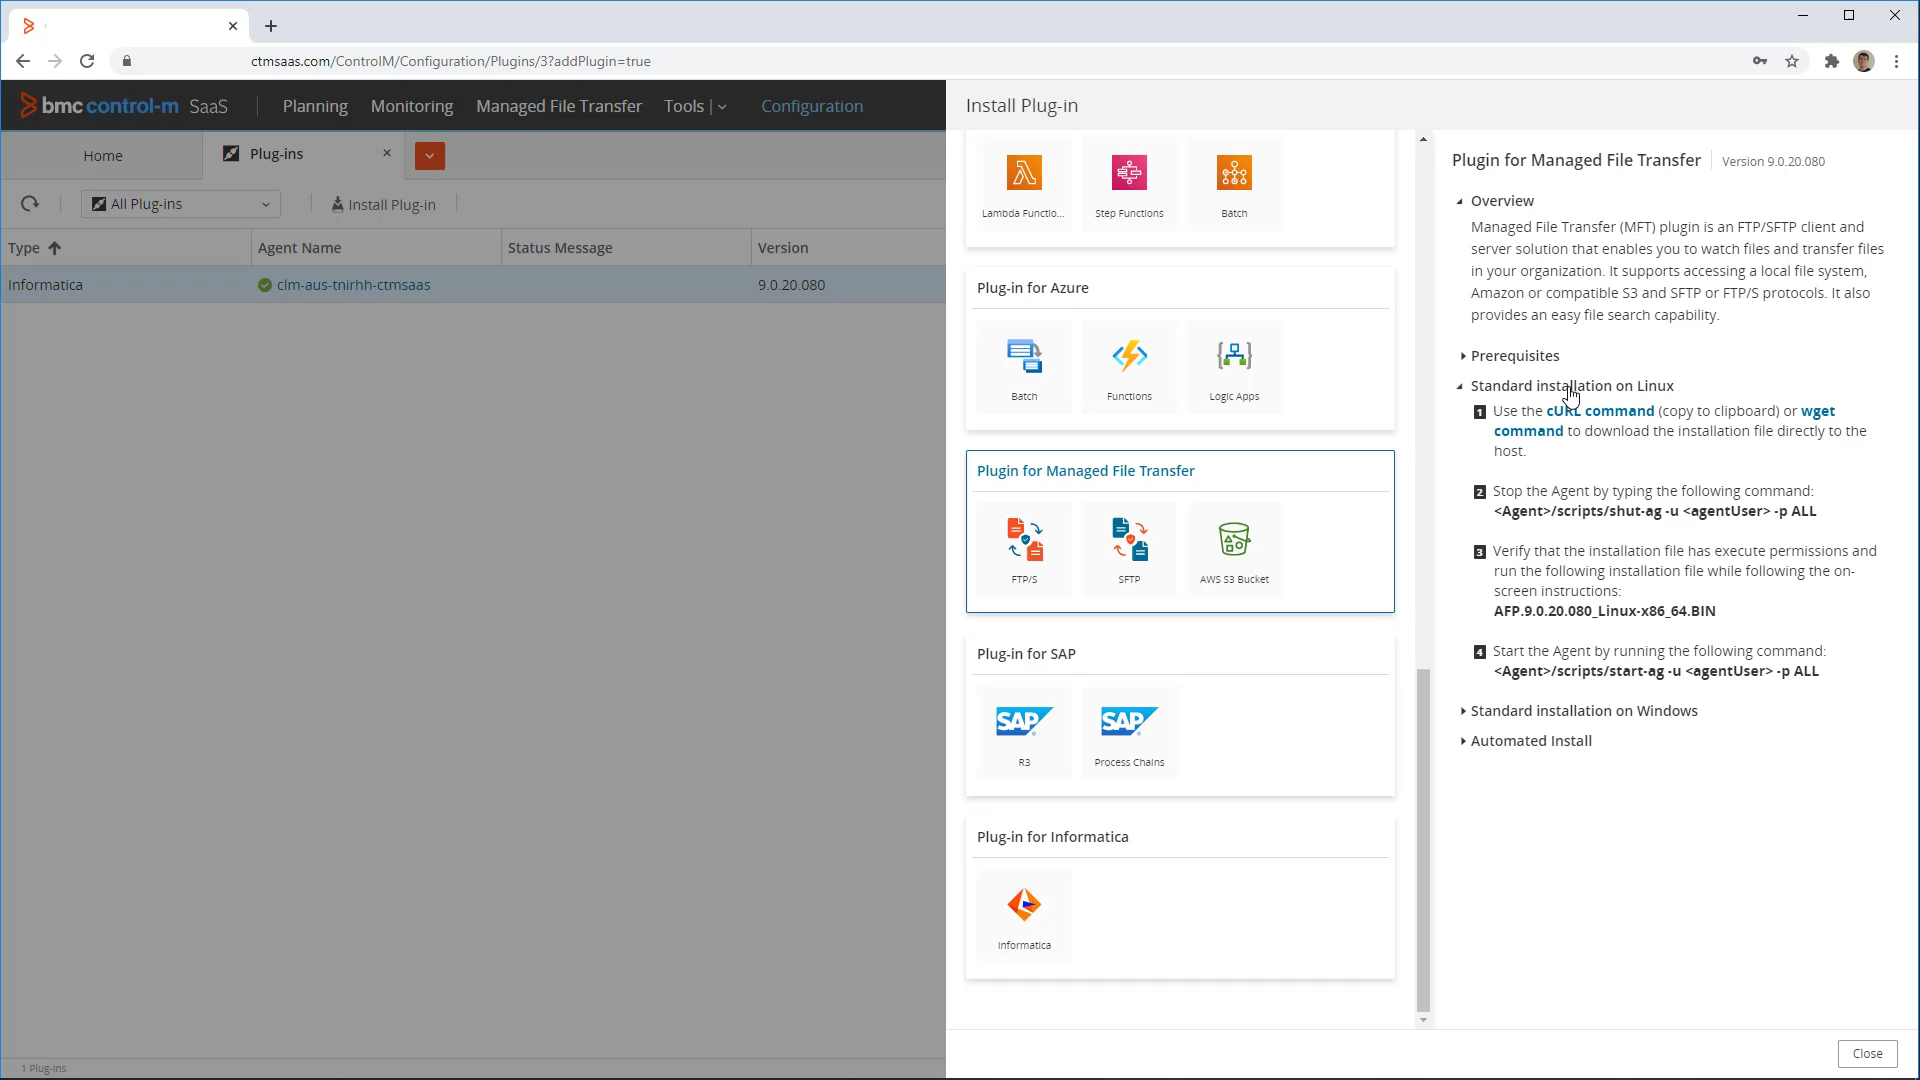 ctmsaas.com/ControlM/Configuration/Plugins/3?addPlugin=true
bmc control-m SaaS
Planning
Monitoring
Managed File Transfer
Tools
Configuration
Home
Plug-ins
All Plug-ins
Install Plug-in
Type
Agent Name
Status Message
Version
Informatica
clm-aus-tnirhh-ctmsaas
9.0.20.080
1 Plug-ins
Install Plug-in
Lambda Functio...
Step Functions
Batch
Plug-in for Azure
Batch
Functions
Logic Apps
Plugin for Managed File Transfer
FTP/S
SFTP
AWS S3 Bucket
Plug-in for SAP
SAP
SAP
R3
Process Chains
Plug-in for Informatica
Informatica
Plugin for Managed File Transfer
Version 9.0.20.080
Overview
Managed File Transfer (MFT) plugin is an FTP/SFTP client and
server solution that enables you to watch files and transfer files
in your organization. It supports accessing a local file system,
Amazon or compatible S3 and SFTP or FTP/S protocols. It also
provides an easy file search capability.
Prerequisites
Standard installation on Linux
1 Use the cURL command (copy to clipboard) or wget
command to download the installation file directly to the
host.
2 Stop the Agent by typing the following command:
<Agent>/scripts/shut-ag -u <agentUser> -p ALL
3 Verify that the installation file has execute permissions and
run the following installation file while following the on-
screen instructions:
AFP.9.0.20.080_Linux-x86_64.BIN
4 Start the Agent by running the following command:
<Agent>/scripts/start-ag -u <agentUser> -p ALL
Standard installation on Windows
Automated Install
Close